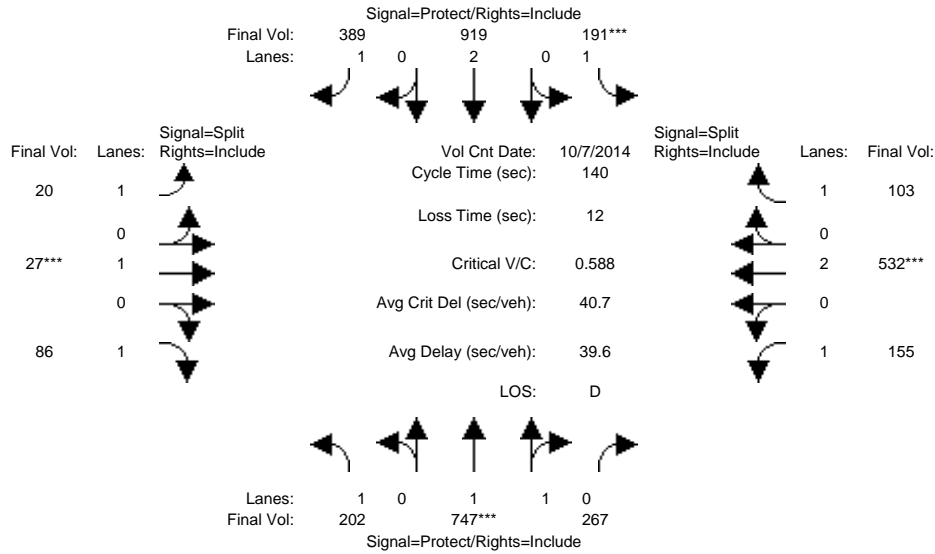 Signal=Protect/Rights=Include
Final Vol: 389 919 191***
Lanes: 1 0 2 0 1
Signal=Split
Final Vol: Lanes: Rights=Include
Vol Cnt Date: 10/7/2014
Signal=Split
Rights=Include Lanes: Final Vol:
Cycle Time (sec): 140
20 1
1 103
Loss Time (sec): 12
0
0
27*** 1
Critical V/C: 0.588
2 532***
0
Avg Crit Del (sec/veh): 40.7
0
86 1
Avg Delay (sec/veh): 39.6
1 155
LOS: D
Lanes: 1 0 1 1 0
Final Vol: 202 747*** 267
Signal=Protect/Rights=Include